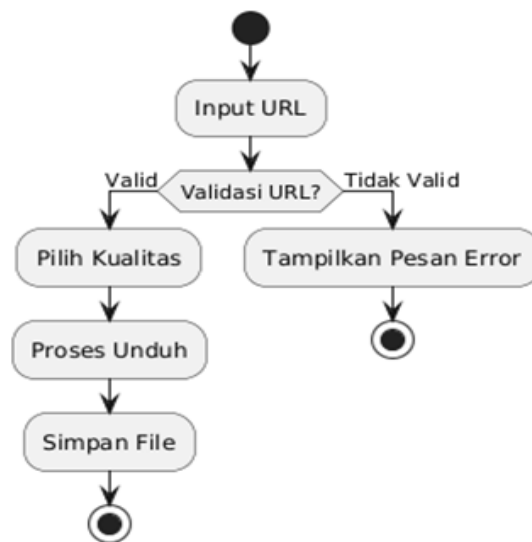 Input URL
Valid
Validasi URL?
Tidak Valid
Pilih Kualitas
Tampilkan Pesan Error
Proses Unduh
Simpan File